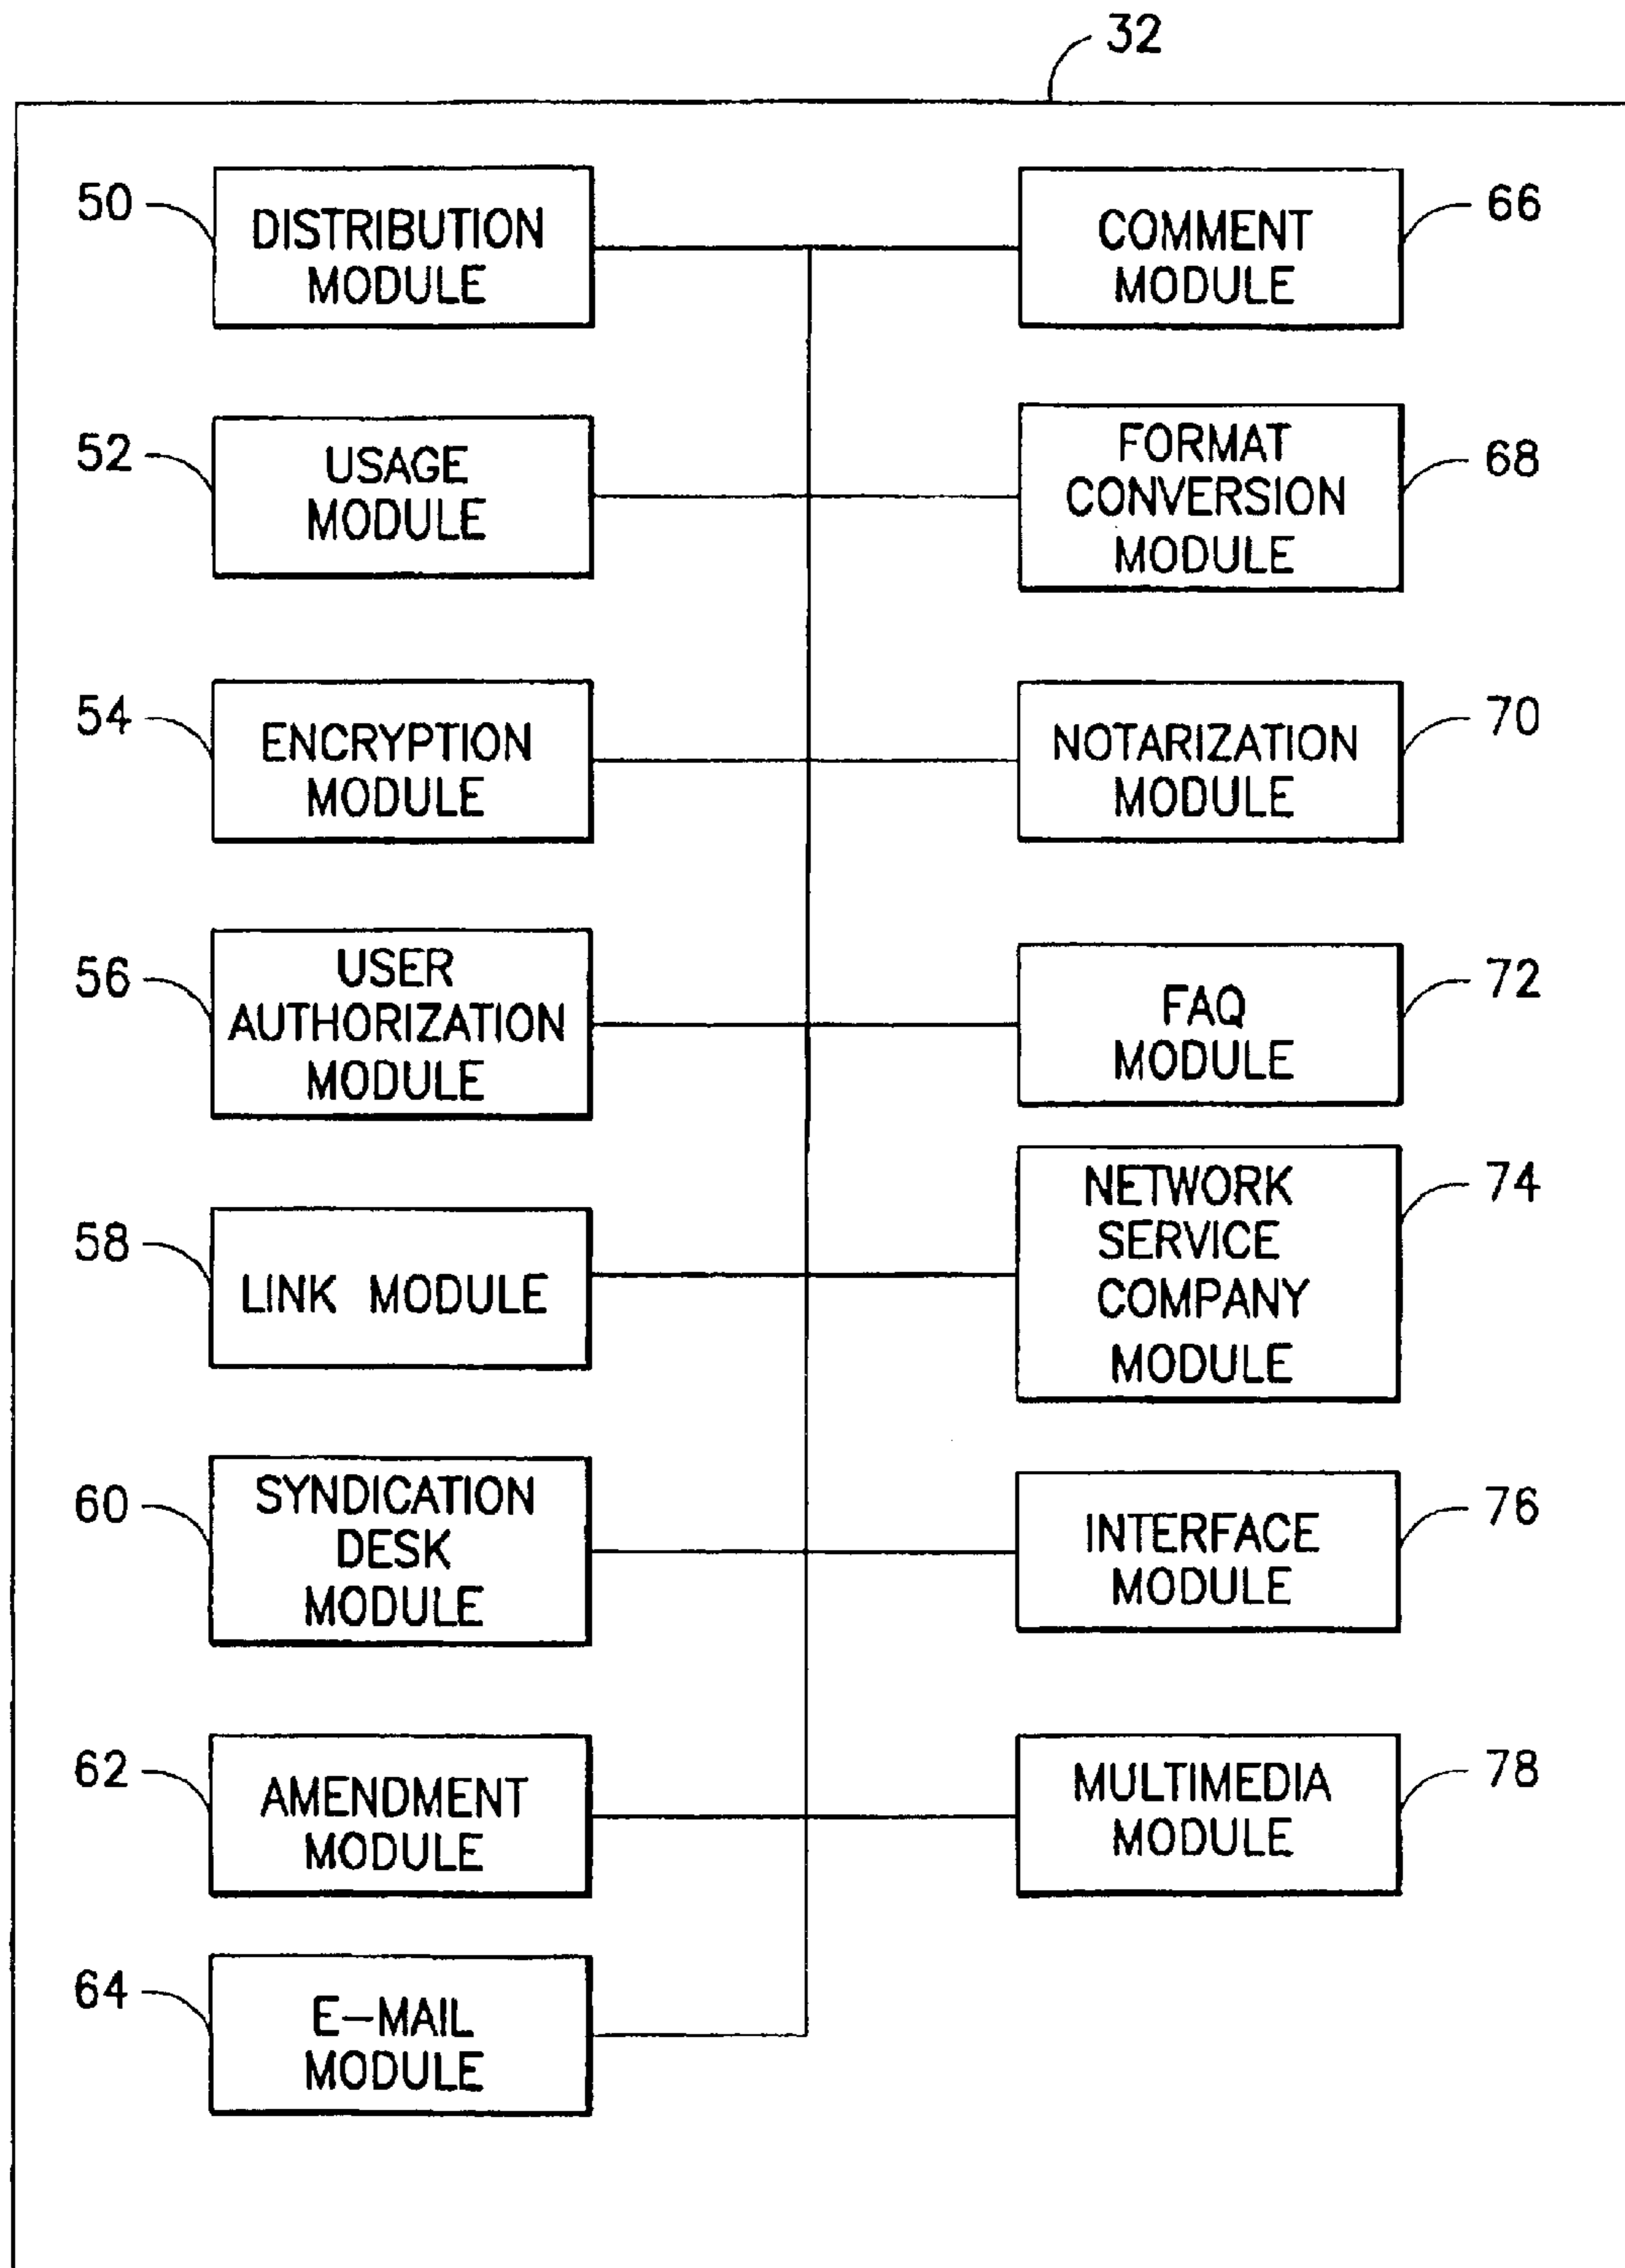 32
50
DISTRIBUTION
MODULE
COMMENT
MODULE
66
52
USAGE
MODULE
FORMAT
CONVERSION
MODULE
68
54
ENCRYPTION
MODULE
NOTARIZATION
MODULE
70
56
USER
AUTHORIZATION
MODULE
FAQ
MODULE
72
58
LINK MODULE
NETWORK
SERVICE
COMPANY
MODULE
74
60
SYNDICATION
DESK
MODULE
INTERFACE
MODULE
76
62
AMENDMENT
MODULE
MULTIMEDIA
MODULE
78
64
E-MAIL
MODULE